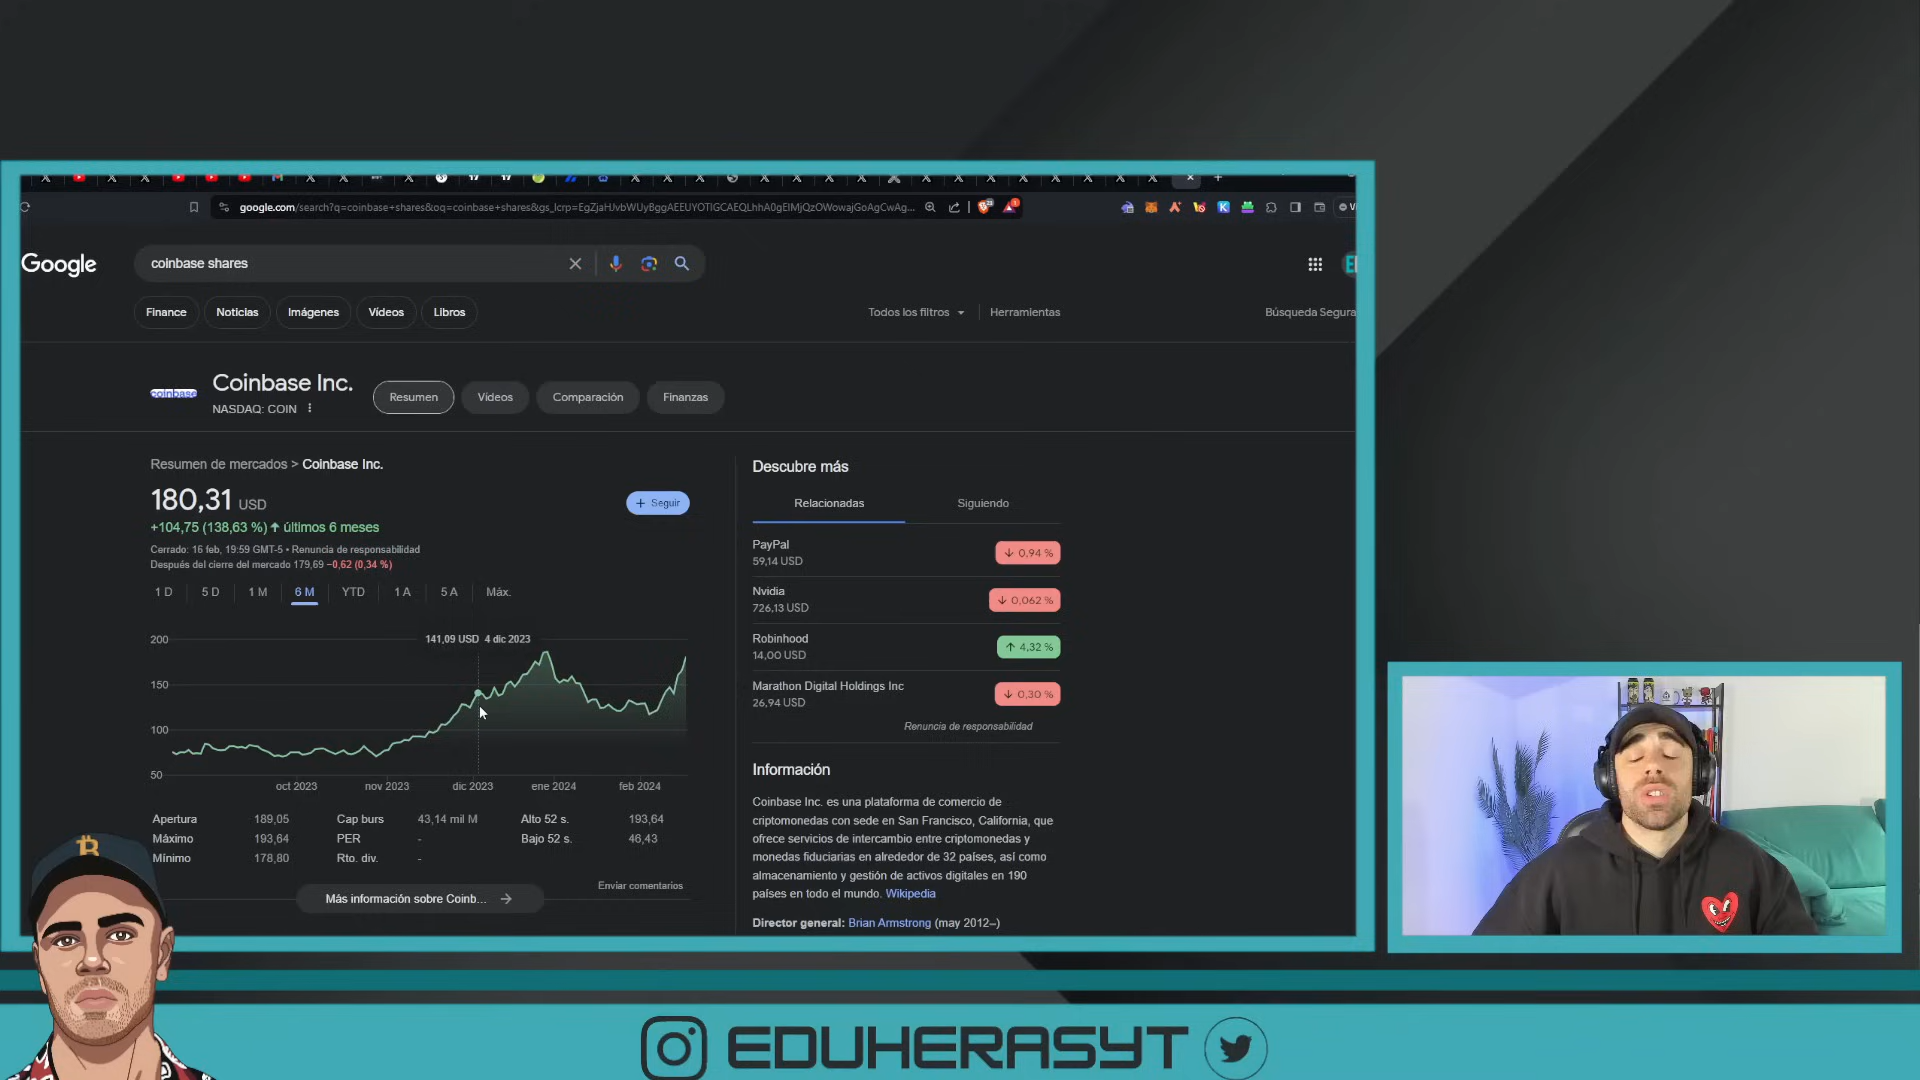 google.com/search?q=coinbase+shares&oq=coinbase+shares&gs_lcrp=EgZjaHJvbWUyBggAEEUYOTIGCAEQLhhA0gEIMjQzOWowajGoAgCwAg...
Google
coinbase shares
Finance
Noticias
Imágenes
Vídeos
Libros
Todos los filtros
Herramientas
Búsqueda Segura
coinbase
Coinbase Inc.
NASDAQ: COIN
Resumen
Vídeos
Comparación
Finanzas
Resumen de mercados > Coinbase Inc.
180,31 USD
+ Seguir
+104,75 (138,63 %) ↑ últimos 6 meses
Cerrado: 16 feb, 19:59 GMT-5 • Renuncia de responsabilidad
Después del cierre del mercado 179,69 −0,62 (0,34 %)
1 D
5 D
1 M
6 M
YTD
1 A
5 A
Máx.
141,09 USD 4 dic 2023
200
150
100
50
oct 2023
nov 2023
dic 2023
ene 2024
feb 2024
Apertura 189,05
Cap burs 43,14 mil M
Alto 52 s. 193,64
Máximo 193,64
PER -
Bajo 52 s. 46,43
Mínimo 178,80
Rto. div. -
Enviar comentarios
Más información sobre Coinb... →
Descubre más
Relacionadas
Siguiendo
PayPal
59,14 USD
↓ 0,94 %
Nvidia
726,13 USD
↓ 0,062 %
Robinhood
14,00 USD
↑ 4,32 %
Marathon Digital Holdings Inc
26,94 USD
↓ 0,30 %
Renuncia de responsabilidad
Información
Coinbase Inc. es una plataforma de comercio de
criptomonedas con sede en San Francisco, California, que
ofrece servicios de intercambio entre criptomonedas y
monedas fiduciarias en alrededor de 32 países, así como
almacenamiento y gestión de activos digitales en 190
países en todo el mundo. Wikipedia
Director general: Brian Armstrong (may 2012–)
EDUHERASYT